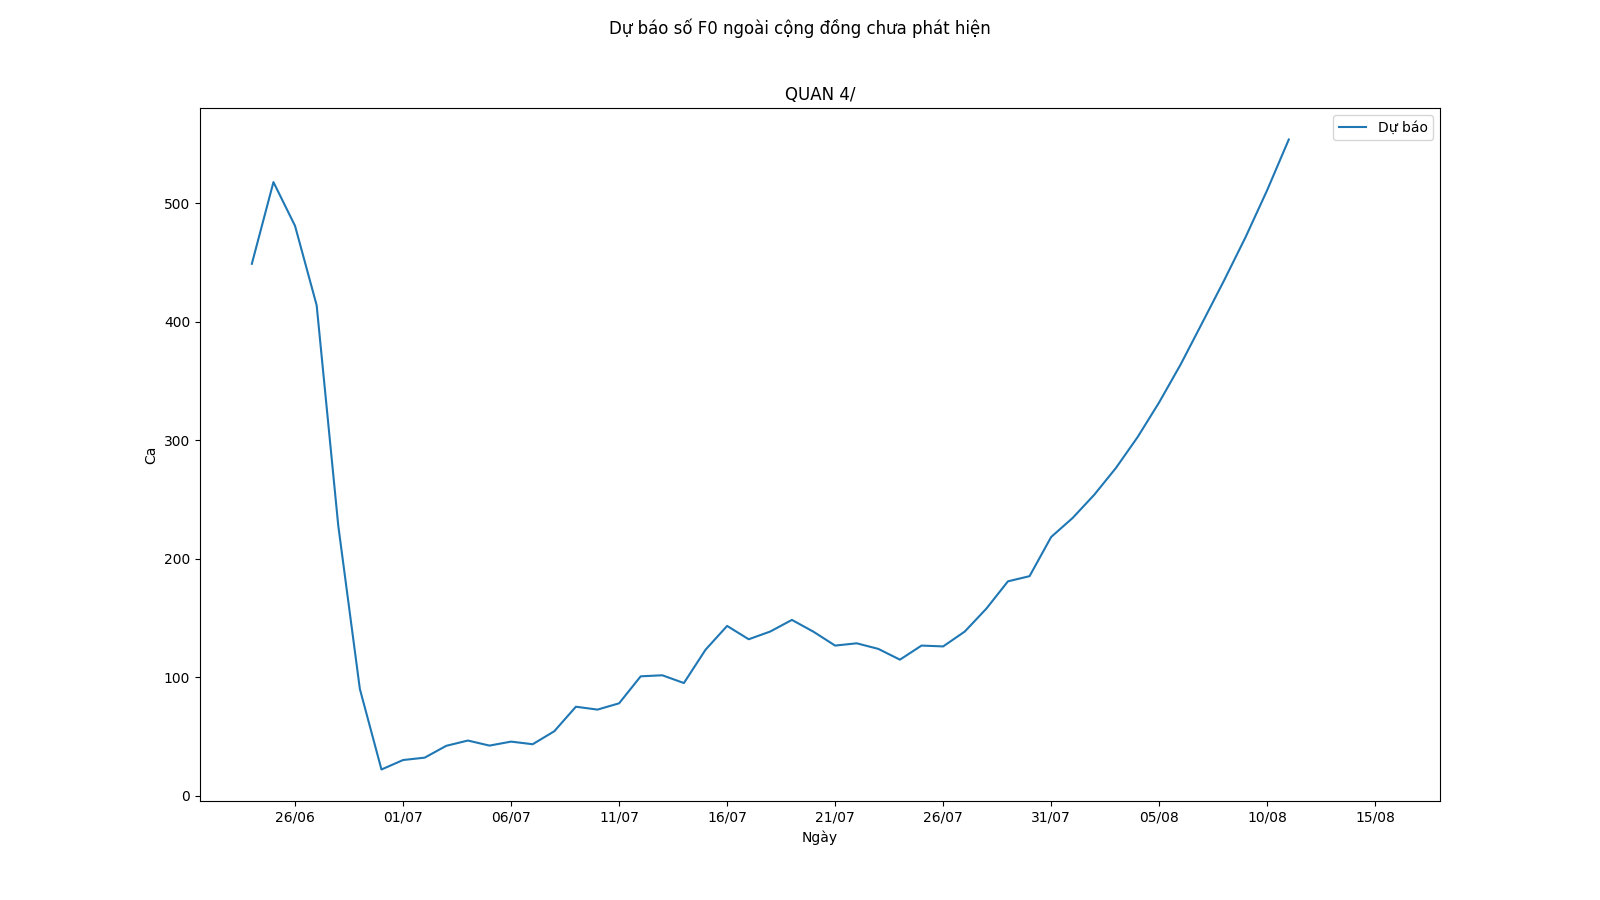 Dự báo số F0 ngoài cộng đồng chưa phát hiện
QUAN 4/
Dự báo
500
400
300
200
100
0
Ca
26/06 01/07 06/07 11/07 16/07 21/07 26/07 31/07 05/08 10/08 15/08
Ngày